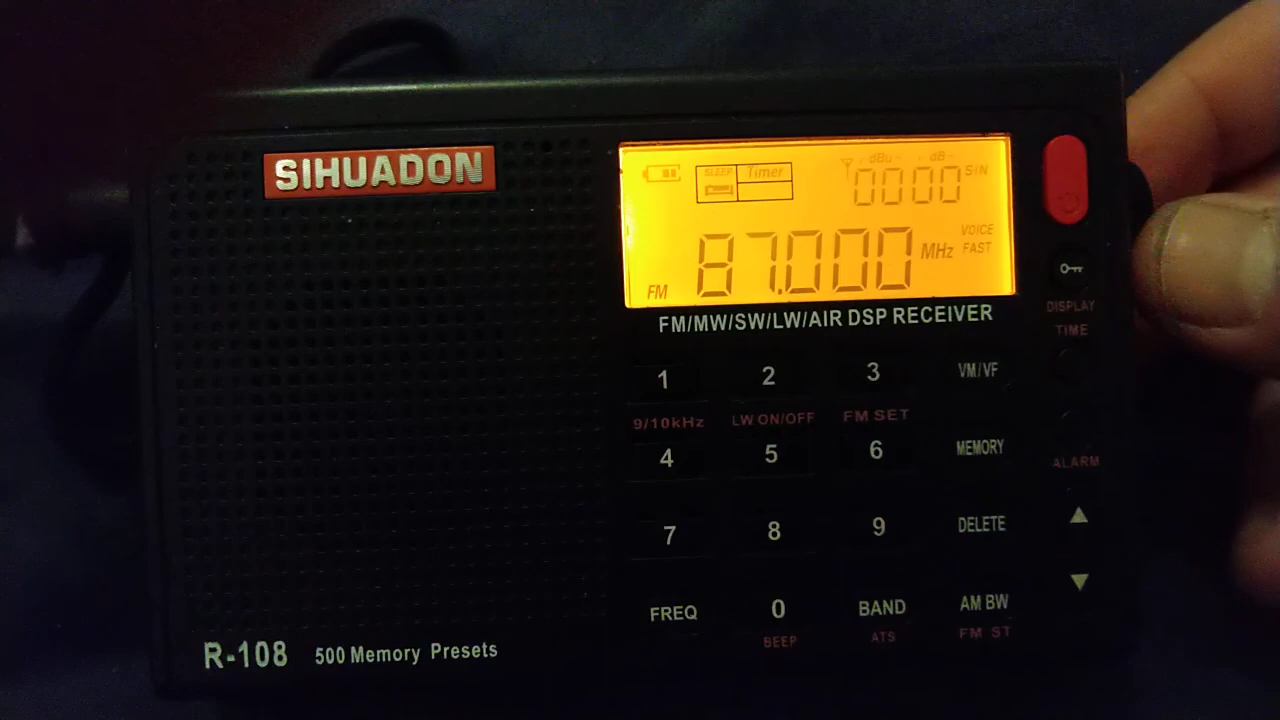 SIHUADON
SLEEP Timer dBu dB
0000 S/N
87.000 MHz VOICE
FAST
FM
FM/MW/SW/LW/AIR DSP RECEIVER
DISPLAY
TIME
1 2 3 VM/VF
9/10kHz LW ON/OFF FM SET
4 5 6 MEMORY
ALARM
7 8 9 DELETE
FREQ 0 BAND AM BW
BEEP ATS FM ST
R-108 500 Memory Presets